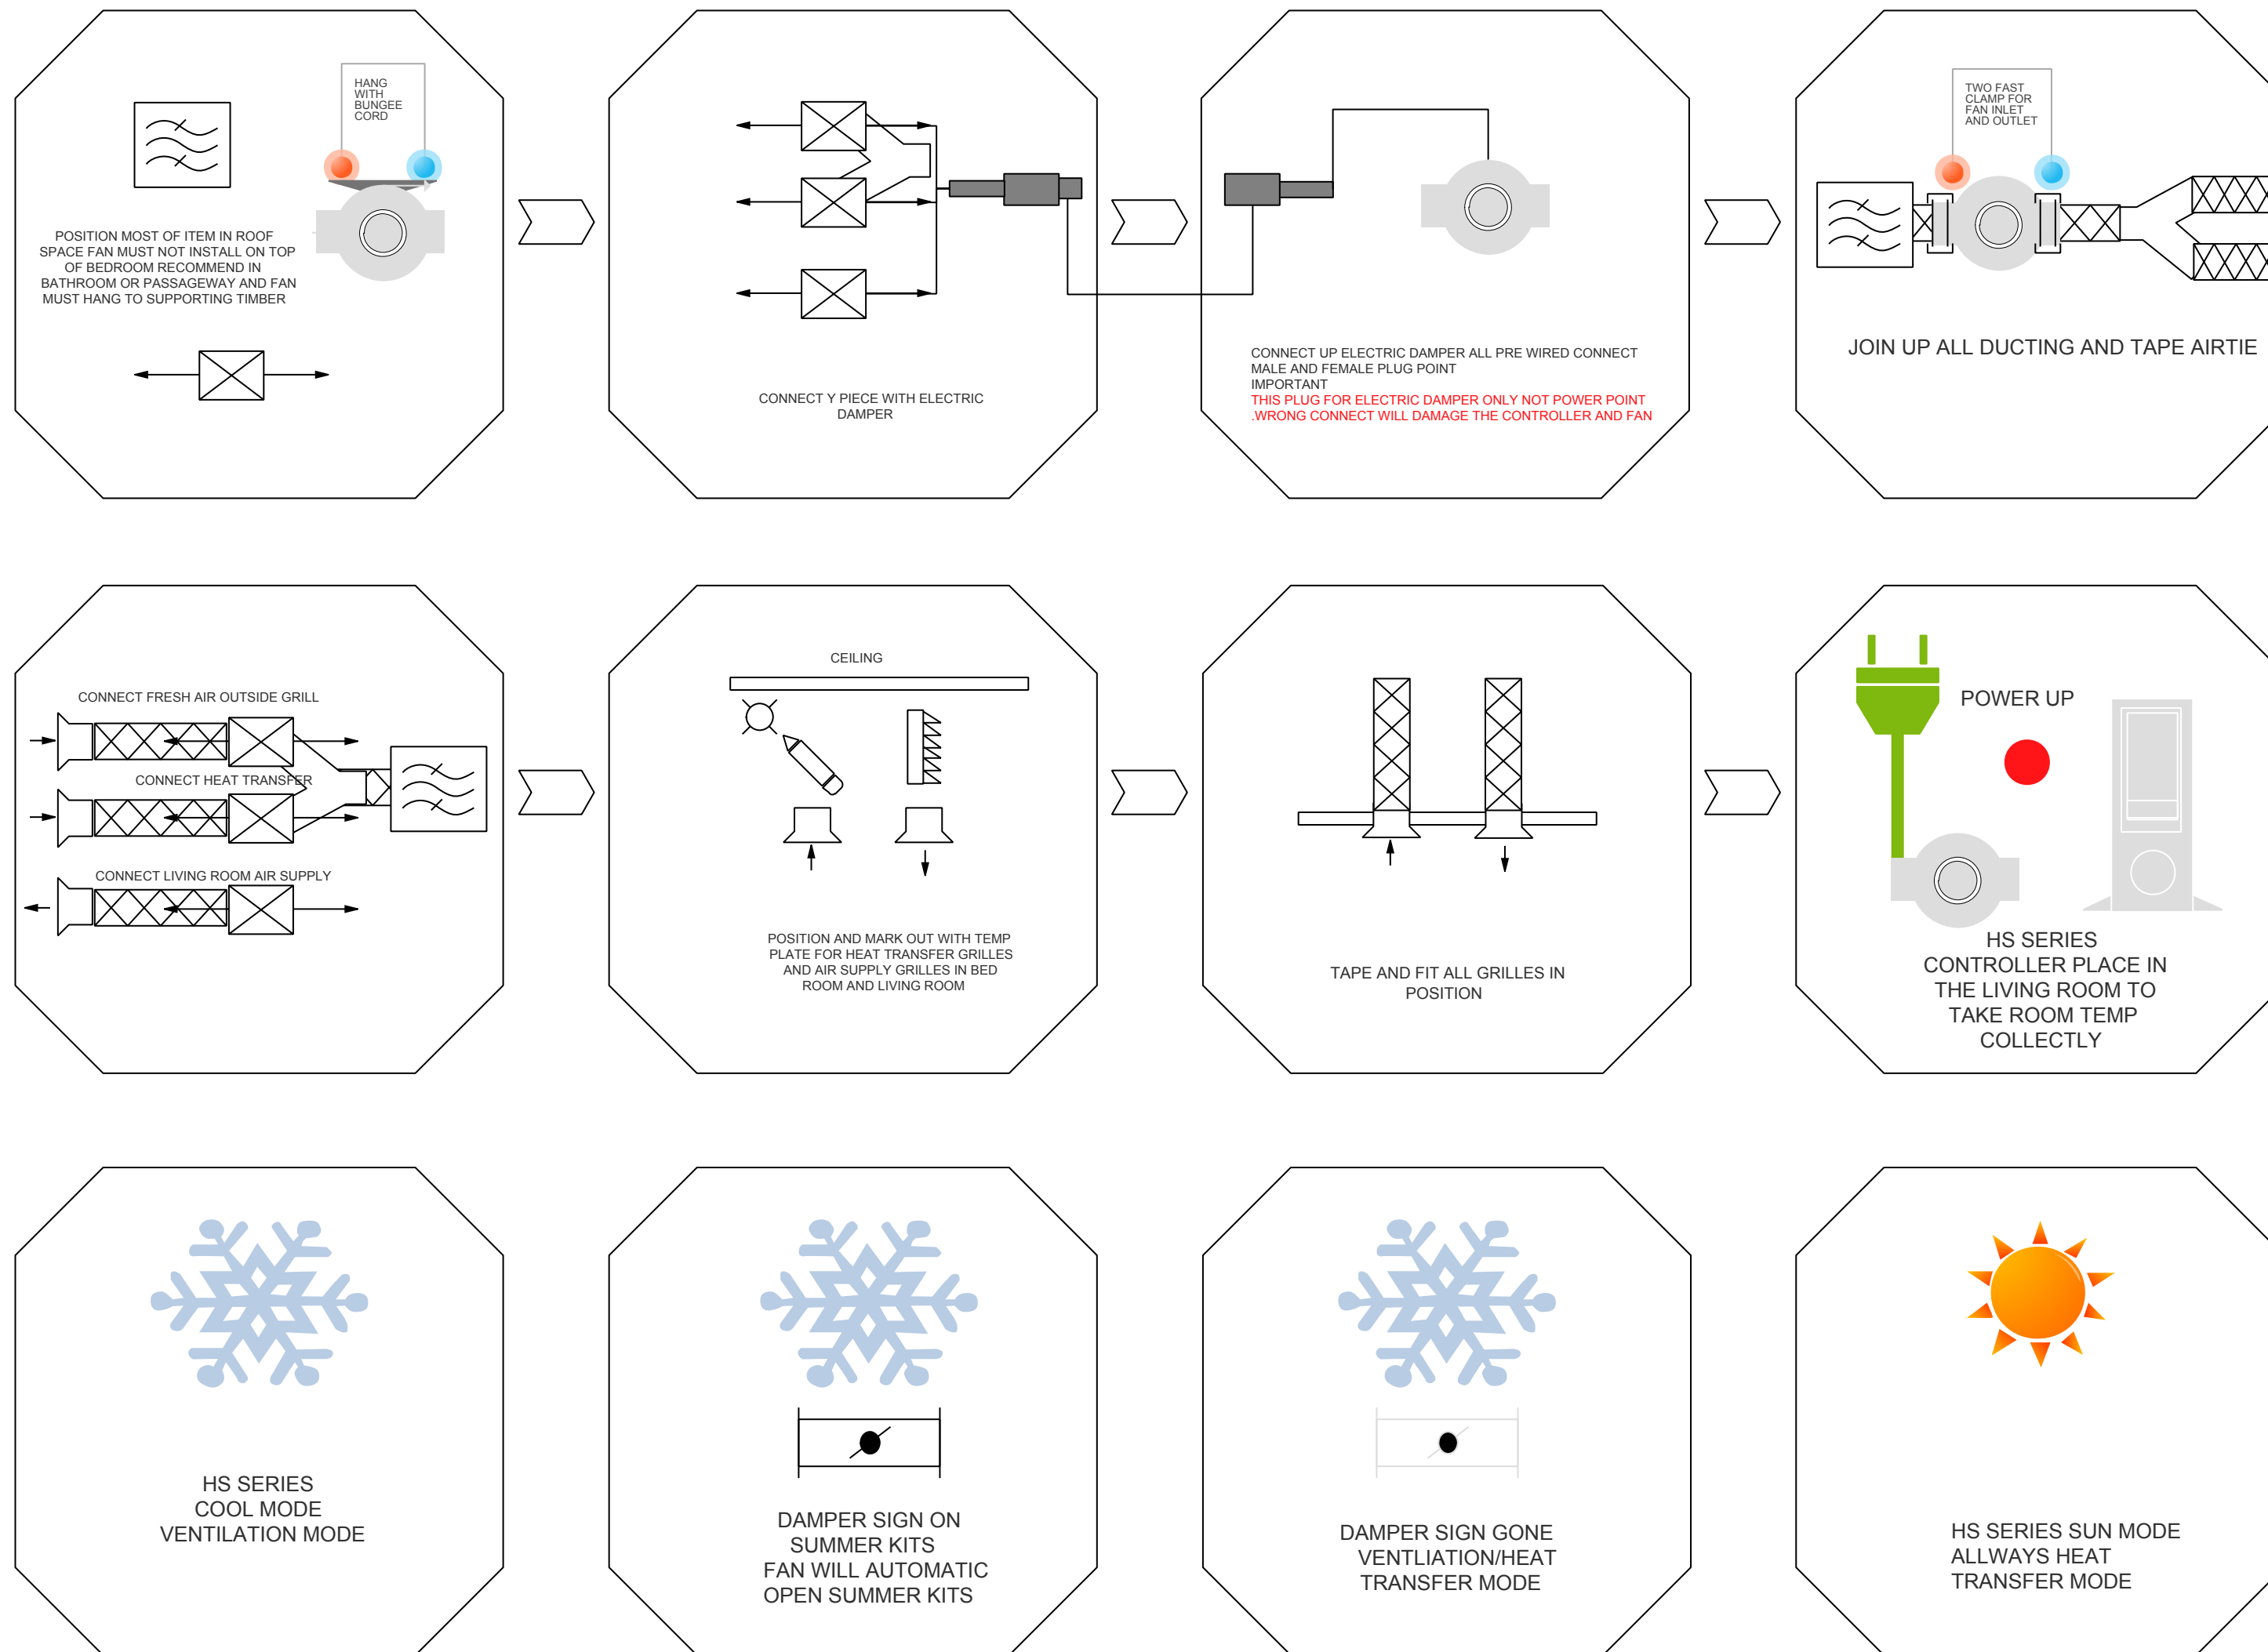 HANG
WITH
BUNGEE
CORD
POSITION MOST OF ITEM IN ROOF
SPACE FAN MUST NOT INSTALL ON TOP
OF BEDROOM RECOMMEND IN
BATHROOM OR PASSAGEWAY AND FAN
MUST HANG TO SUPPORTING TIMBER
CONNECT Y PIECE WITH ELECTRIC
DAMPER
CONNECT UP ELECTRIC DAMPER ALL PRE WIRED CONNECT
MALE AND FEMALE PLUG POINT
IMPORTANT
THIS PLUG FOR ELECTRIC DAMPER ONLY NOT POWER POINT
.WRONG CONNECT WILL DAMAGE THE CONTROLLER AND FAN
TWO FAST
CLAMP FOR
FAN INLET
AND OUTLET
JOIN UP ALL DUCTING AND TAPE AIRTIE
CONNECT FRESH AIR OUTSIDE GRILL
CONNECT HEAT TRANSFER
CONNECT LIVING ROOM AIR SUPPLY
CEILING
POSITION AND MARK OUT WITH TEMP
PLATE FOR HEAT TRANSFER GRILLES
AND AIR SUPPLY GRILLES IN BED
ROOM AND LIVING ROOM
TAPE AND FIT ALL GRILLES IN
POSITION
POWER UP
HS SERIES
CONTROLLER PLACE IN
THE LIVING ROOM TO
TAKE ROOM TEMP
COLLECTLY
HS SERIES
COOL MODE
VENTILATION MODE
DAMPER SIGN ON
SUMMER KITS
FAN WILL AUTOMATIC
OPEN SUMMER KITS
DAMPER SIGN GONE
VENTLIATION/HEAT
TRANSFER MODE
HS SERIES SUN MODE
ALLWAYS HEAT
TRANSFER MODE